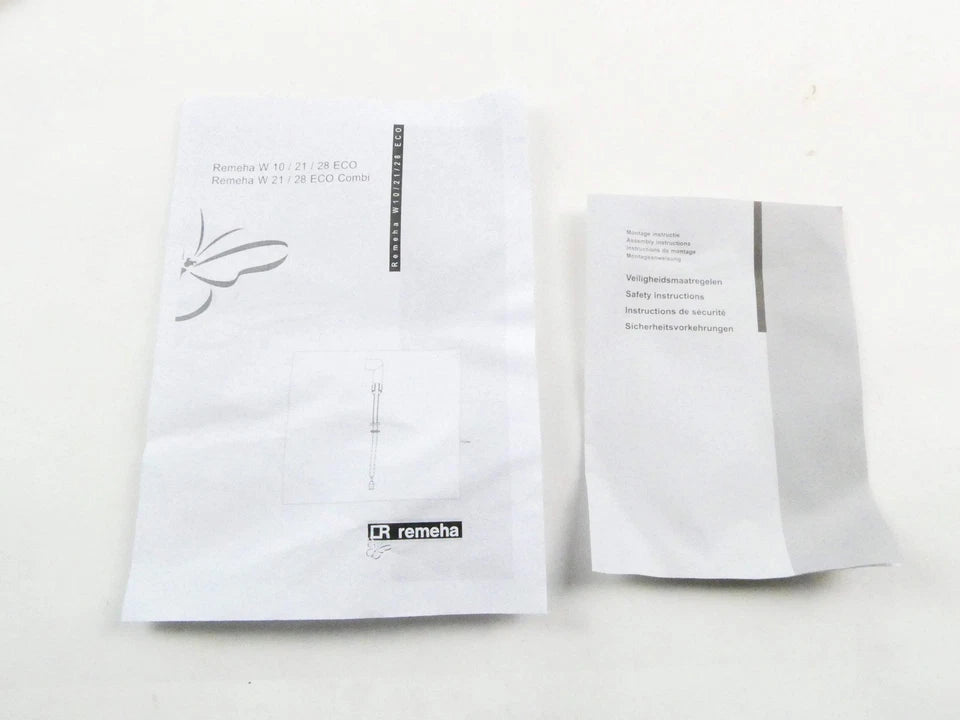 Remeha W 10 / 21 / 28 ECO
Remeha W 21 / 28 ECO Combi
Remeha W10/21/28 ECO
remeha
Montage instructie
Assembly instructions
Instructions de montage
Montageanweisung
Veiligheidsmaatregelen
Safety instructions
Instructions de sécurité
Sicherheitsvorkehrungen